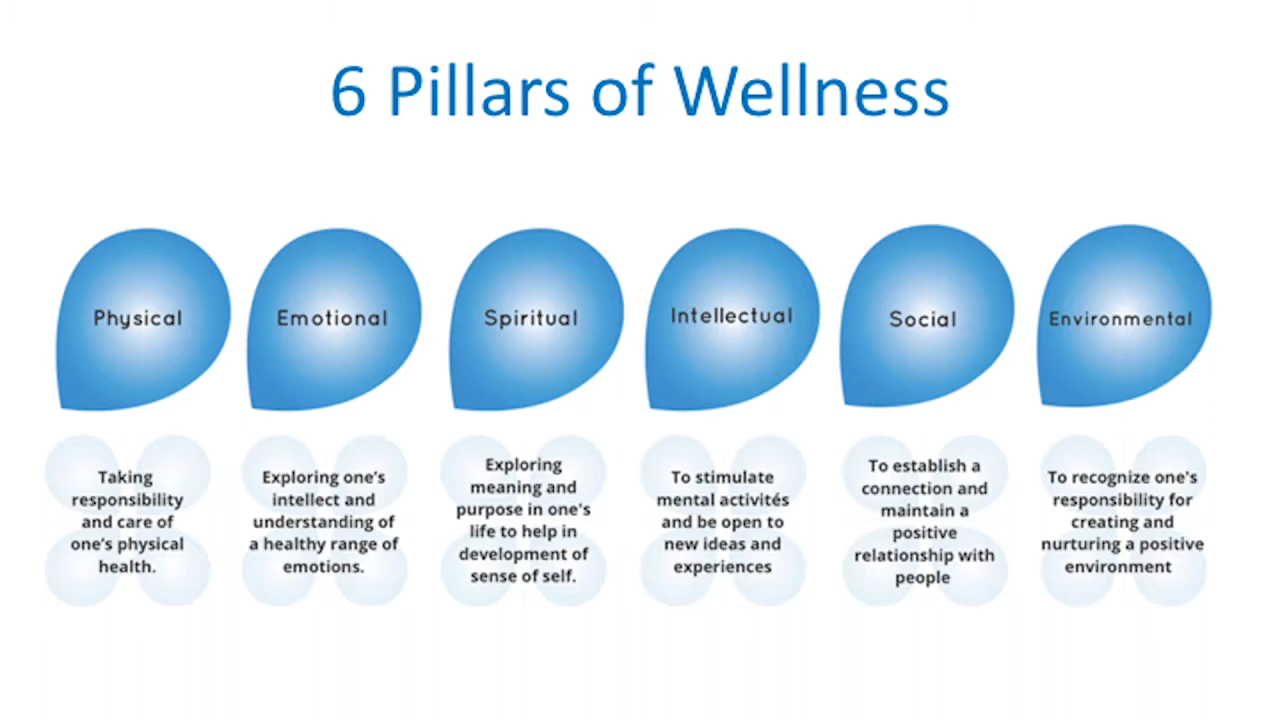 6 Pillars of Wellness
Physical
Emotional
Spiritual
Intellectual
Social
Environmental
Taking
responsibility
and care of
one's physical
health.
Exploring one's
intellect and
understanding of
a healthy range of
emotions.
Exploring
meaning and
purpose in one's
life to help in
development of
sense of self.
To stimulate
mental activités
and be open to
new ideas and
experiences
To establish a
connection and
maintain a
positive
relationship with
people
To recognize one's
responsibility for
creating and
nurturing a positive
environment